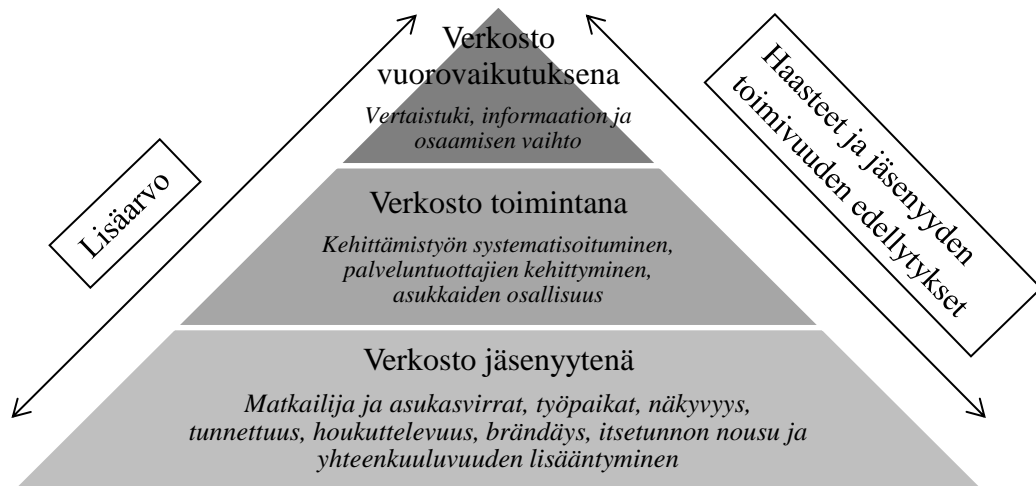 Verkosto
vuorovaikutuksena
Vertaistuki, informaation ja
osaamisen vaihto
Lisäarvo
Haasteet ja jäsenyyden
toimivuuden edellytykset
Verkosto toimintana
Kehittämistyön systematisoituminen,
palveluntuottajien kehittyminen,
asukkaiden osallisuus
Verkosto jäsenyytenä
Matkailija ja asukasvirrat, työpaikat, näkyvyys,
tunnettuus, houkuttelevuus, brändäys, itsetunnon nousu ja
yhteenkuuluvuuden lisääntyminen